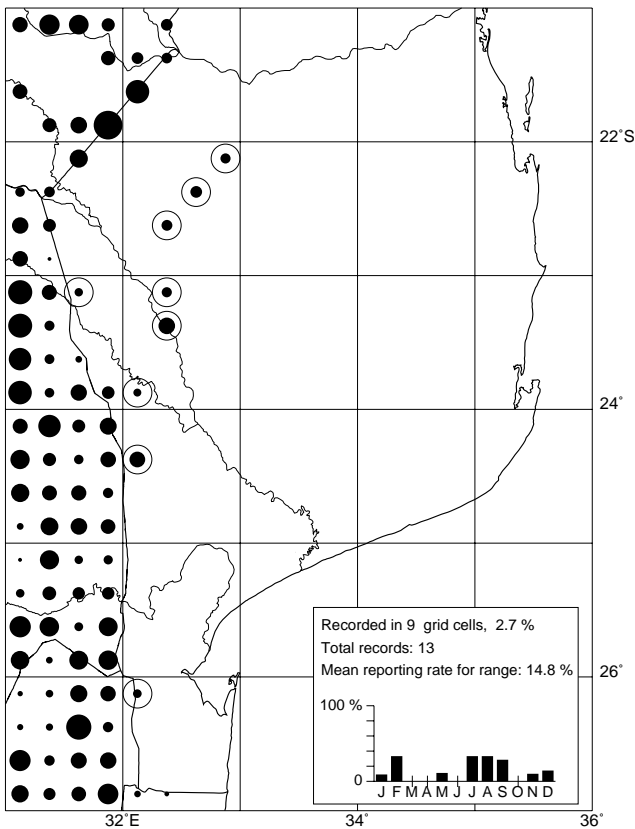 22˚S
24˚
Recorded in 9 grid cells, 2.7 %
Total records: 13
Mean reporting rate for range: 14.8 %
26˚
100 %
0
J F M A M J J A S O N D
32˚E
34˚
36˚